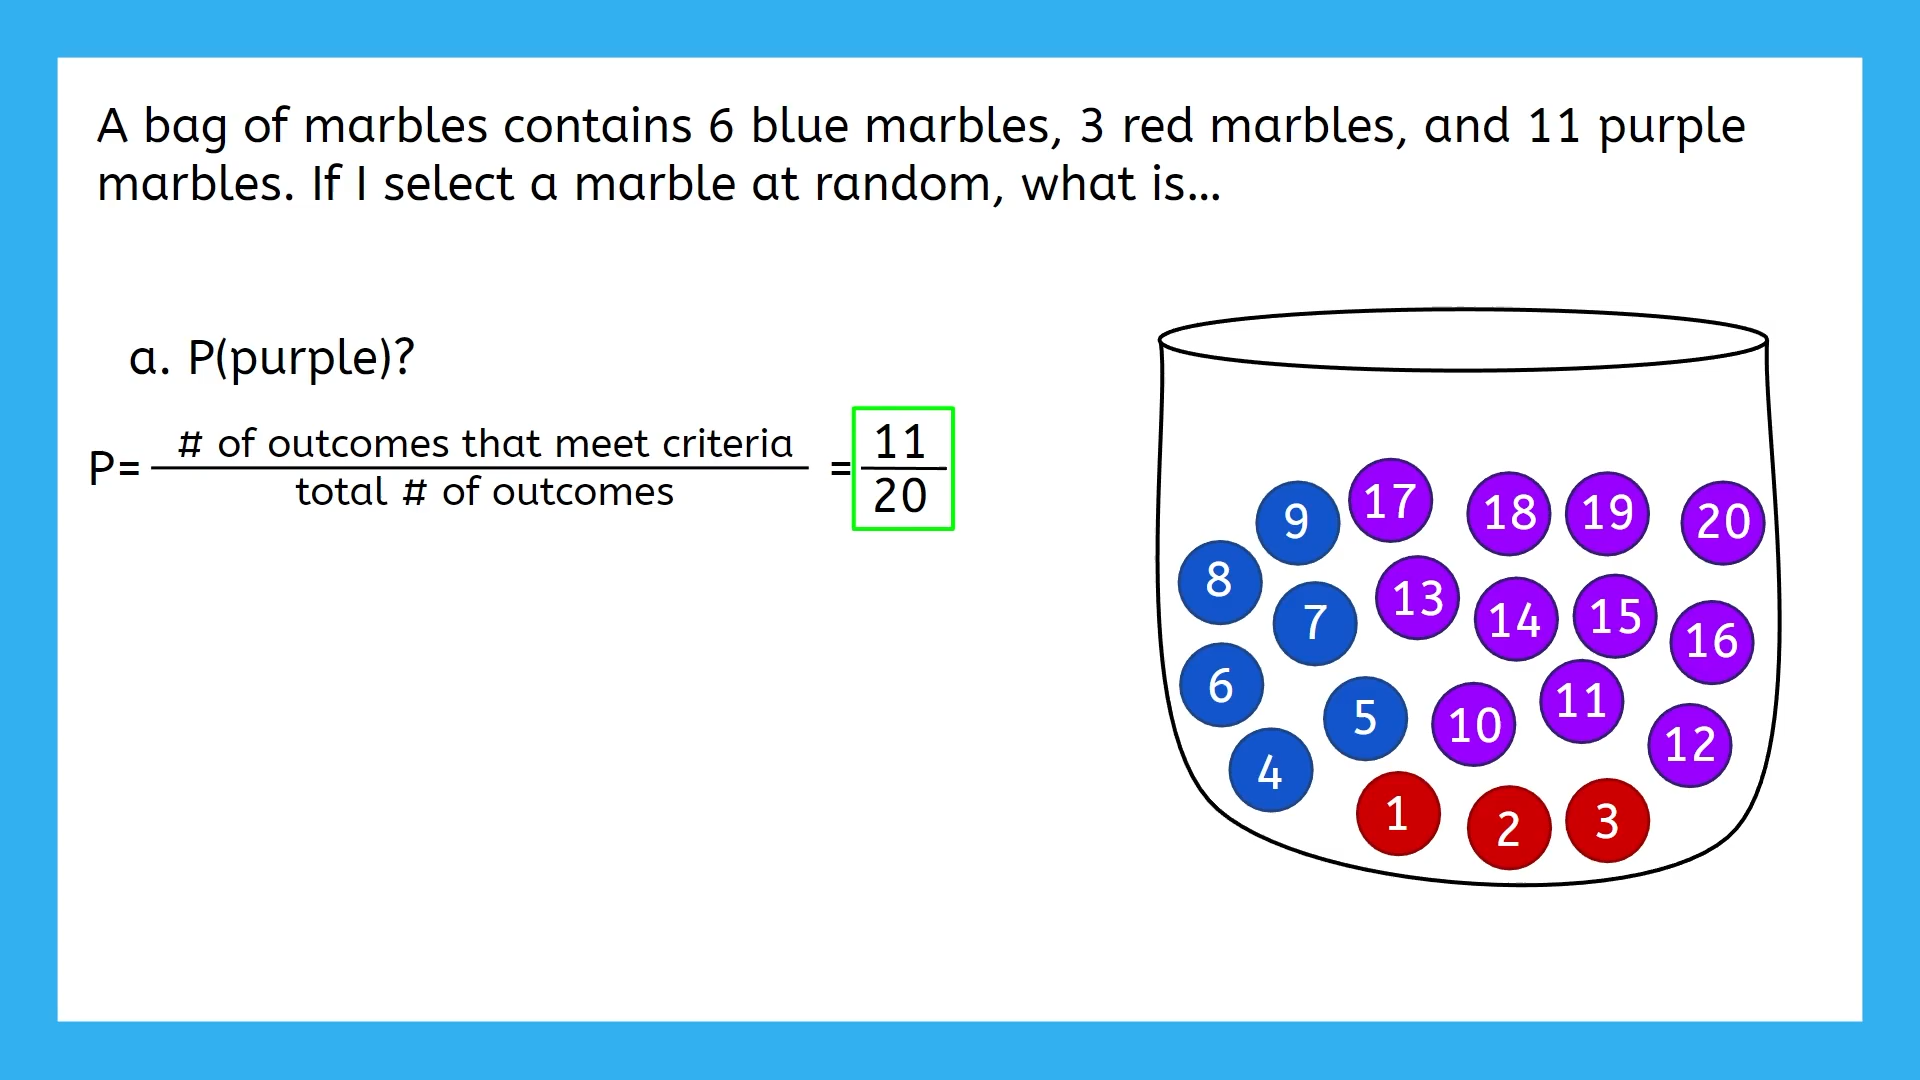 A bag of marbles contains 6 blue marbles, 3 red marbles, and 11 purple
marbles. If I select a marble at random, what is...
a. P(purple)?
P= # of outcomes that meet criteria = 11
total # of outcomes 20
17 18 19 20
9
8 7 13 14 15 16
6 5 10 11 12
4
1 2 3